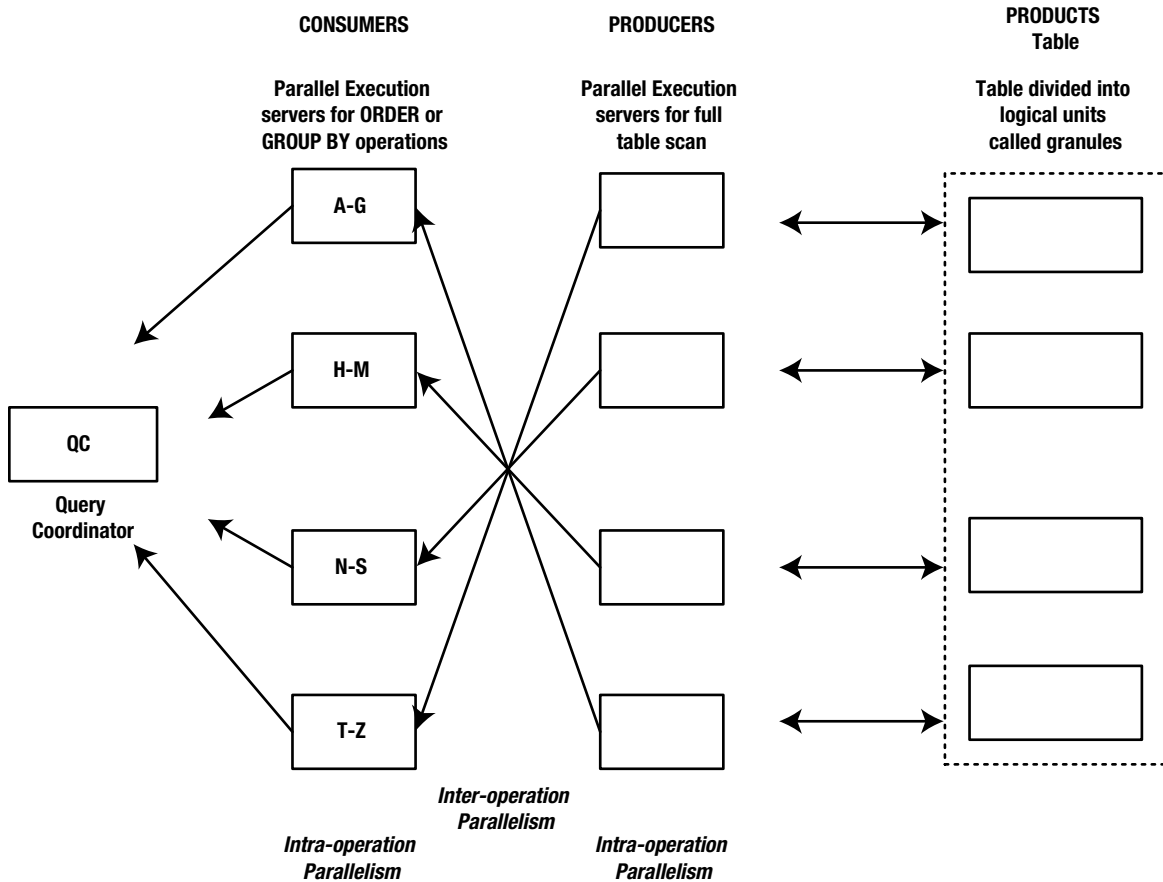 CONSUMERS
Parallel Execution
servers for ORDER or
GROUP BY operations
PRODUCERS
Parallel Execution
servers for full
table scan
PRODUCTS
Table
Table divided into
logical units
called granules
A-G
H-M
QC
Query
Coordinator
N-S
T-Z
Inter-operation
Parallelism
Intra-operation
Parallelism
Intra-operation
Parallelism